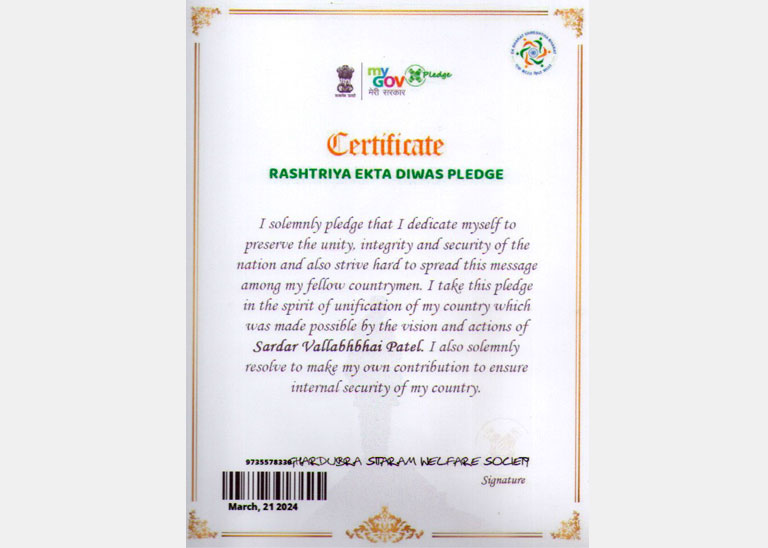 my
GOV Pledge
मेरी सरकार
Certificate
RASHTRIYA EKTA DIWAS PLEDGE
I solemnly pledge that I dedicate myself to
preserve the unity, integrity and security of the
nation and also strive hard to spread this message
among my fellow countrymen. I take this pledge
in the spirit of unification of my country which
was made possible by the vision and actions of
Sardar Vallabhbhai Patel. I also solemnly
resolve to make my own contribution to ensure
internal security of my country.
GHARDUBRA SITARAM WELFARE SOCIETY
Signature
March, 21 2024